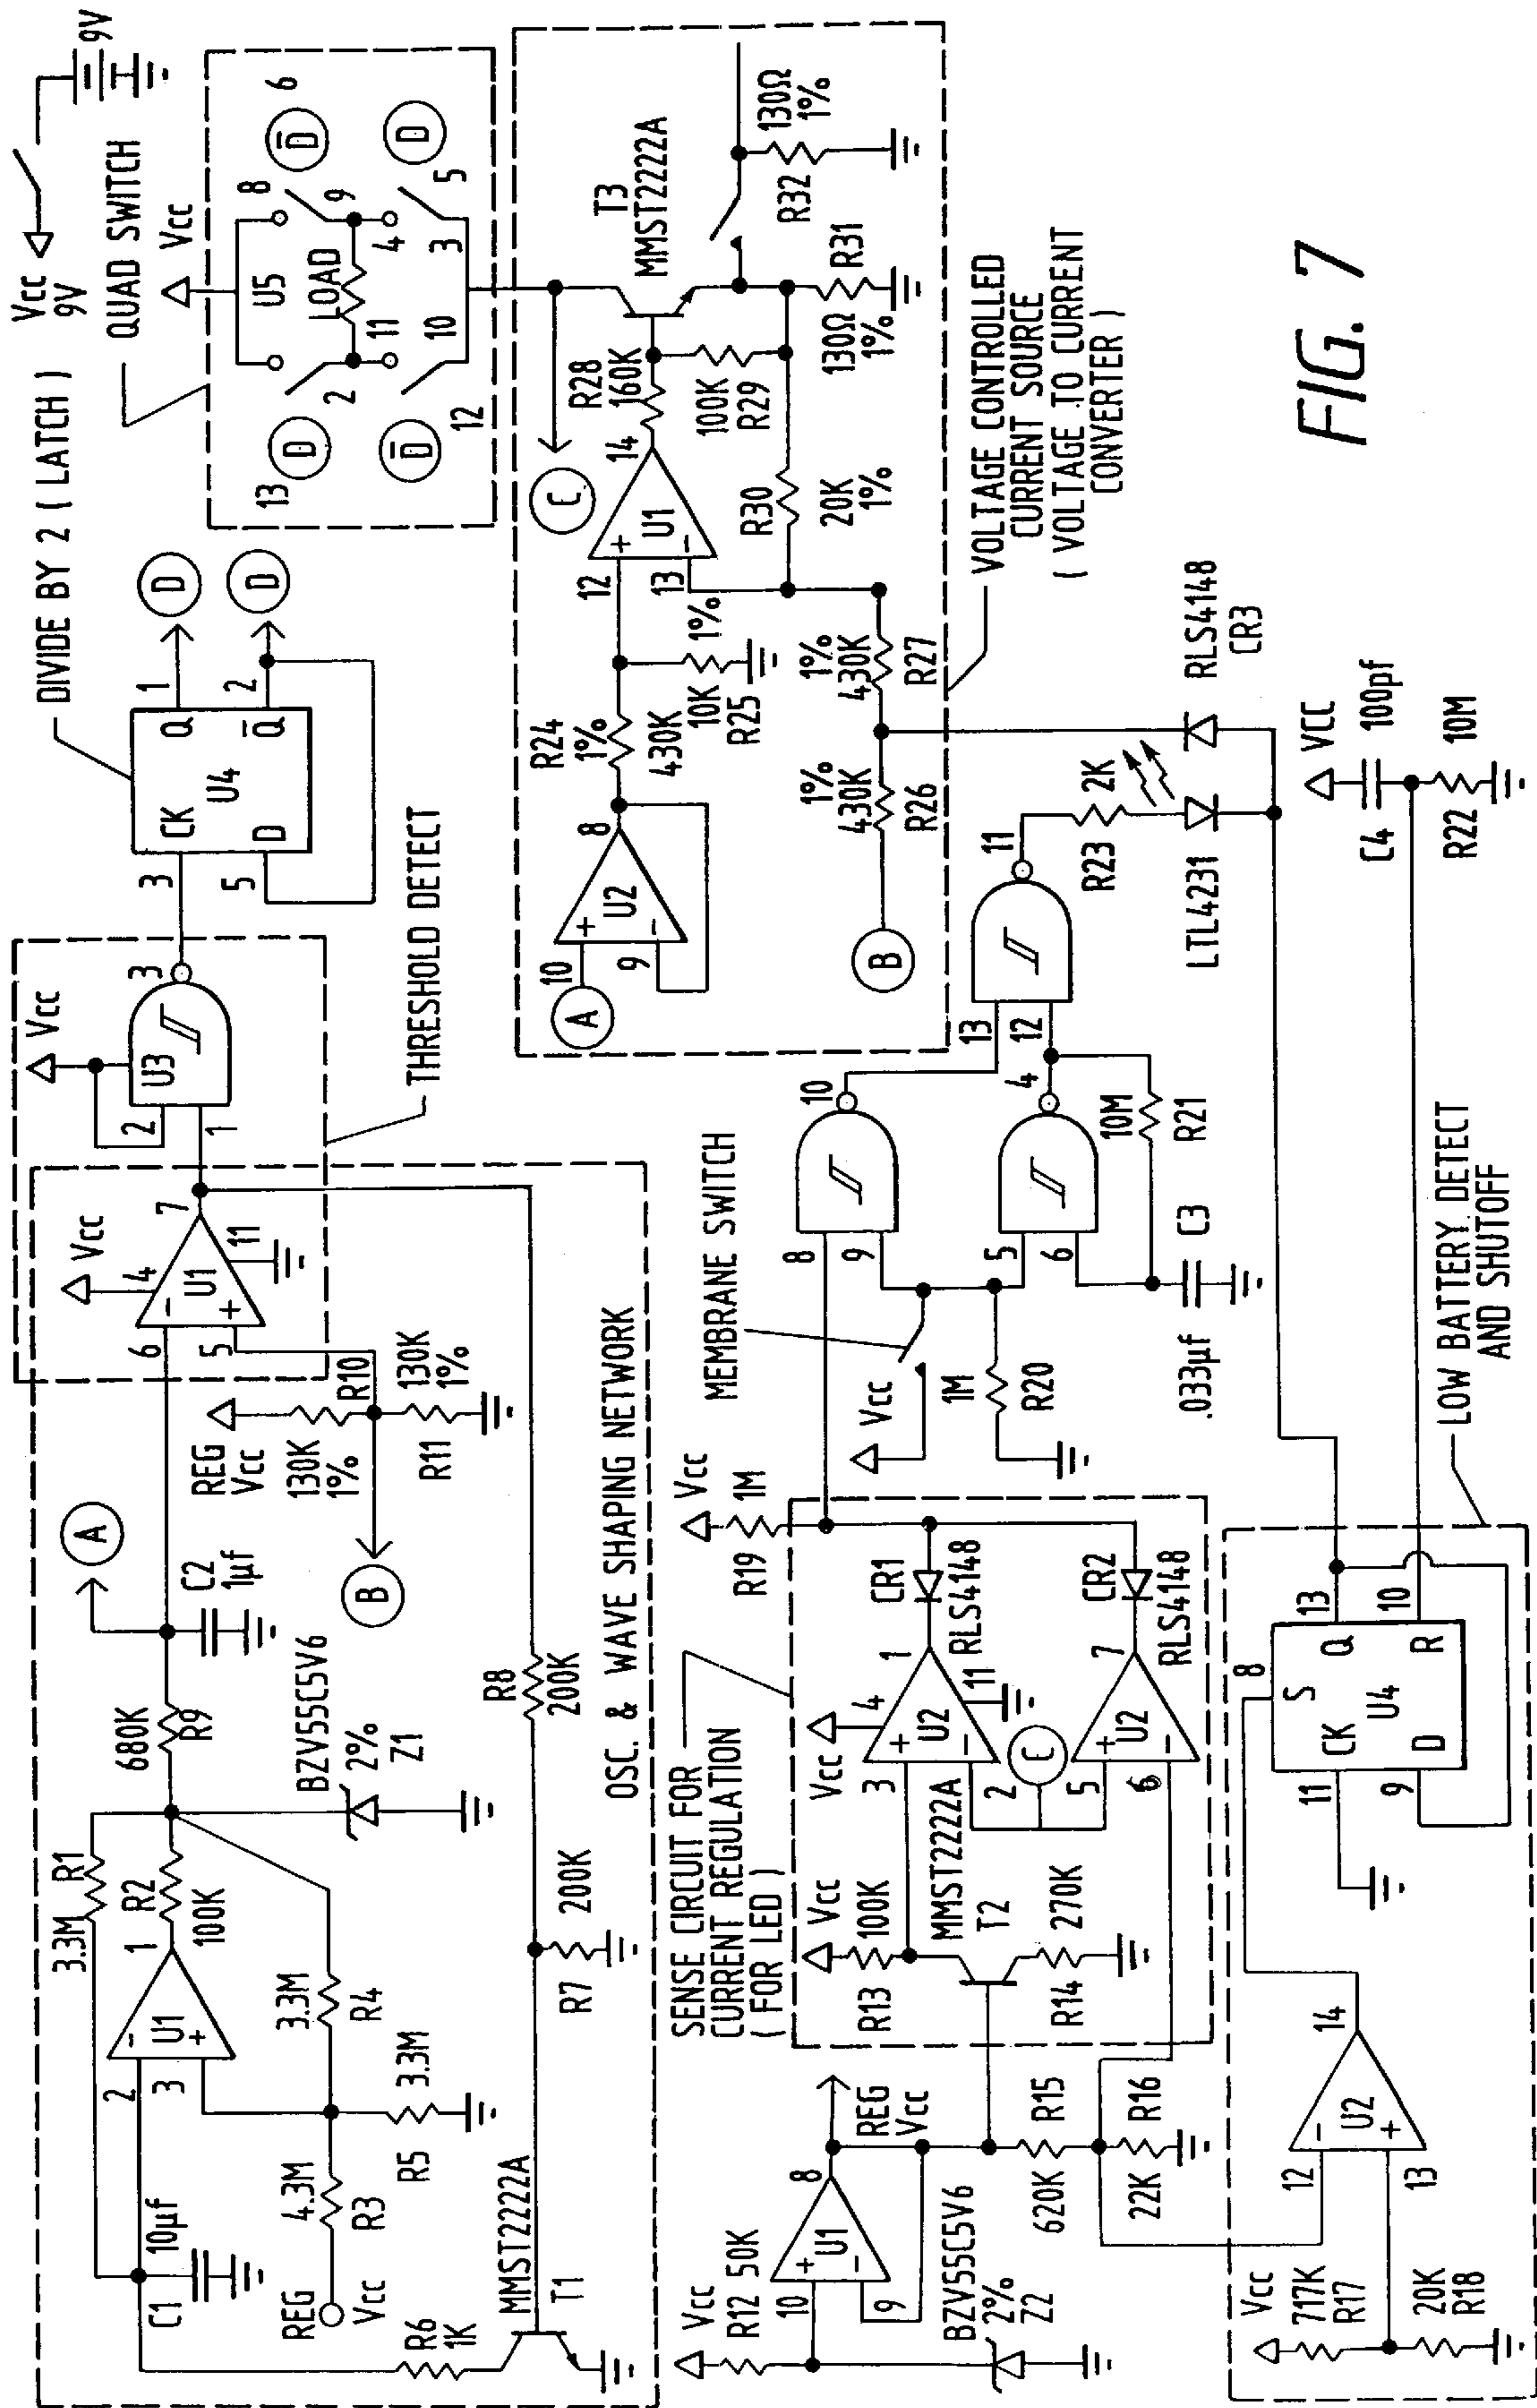 Vcc
9V
9V
DIVIDE BY 2 ( LATCH )
QUAD SWITCH
Vcc
U5
LOAD
13
D
2
11
D̅
12
10
8
D̅
6
9
4
D
3
5
CK
U4
D
Q
Q̅
3
5
1
2
D
D
THRESHOLD DETECT
Vcc
U3
2
1
3
Vcc
4
U1
11
6
5
7
-
+
REG
Vcc
130K
1%
R10
130K
1%
R11
A
B
C2
1µf
680K
R9
BZV55C5V6
2%
Z1
R8
200K
OSC. & WAVE SHAPING NETWORK
3.3M
R1
R2
100K
1
2
3
U1
-
+
3.3M
R4
3.3M
R5
4.3M
R3
REG
Vcc
C1
10µf
R6
1K
MMST2222A
T1
R7
200K
A
10
9
U2
+
-
8
R24
1%
430K
10K
R25
1%
12
13
U1
+
-
14
C
R28
160K
100K
R29
R30
20K
1%
T3
MMST2222A
130Ω
1%
R31
130Ω
1%
R32
B
1%
430K
R26
1%
430K
R27
VOLTAGE CONTROLLED
CURRENT SOURCE
( VOLTAGE TO CURRENT
CONVERTER )
MEMBRANE SWITCH
Vcc
1M
R20
8
9
10
5
6
4
13
12
11
10M
R21
C3
.033µf
R23
2K
LTL4231
RLS4148
CR3
VCC
C4
100pf
R22
10M
Vcc
R19
1M
SENSE CIRCUIT FOR
CURRENT REGULATION
( FOR LED )
Vcc
R13
100K
MMST2222A
T2
R14
270K
Vcc
3
2
4
U2
+
-
1
11
C
5
6
U2
+
-
7
CR1
RLS4148
CR2
RLS4148
Vcc
R12
50K
10
9
U1
+
-
8
REG
Vcc
BZV55C5V6
2%
Z2
620K
R15
22K
R16
Vcc
717K
R17
20K
R18
12
13
U2
-
+
14
11
9
8
S
CK
U4
D
Q
R
13
10
LOW BATTERY DETECT
AND SHUTOFF
FIG. 7